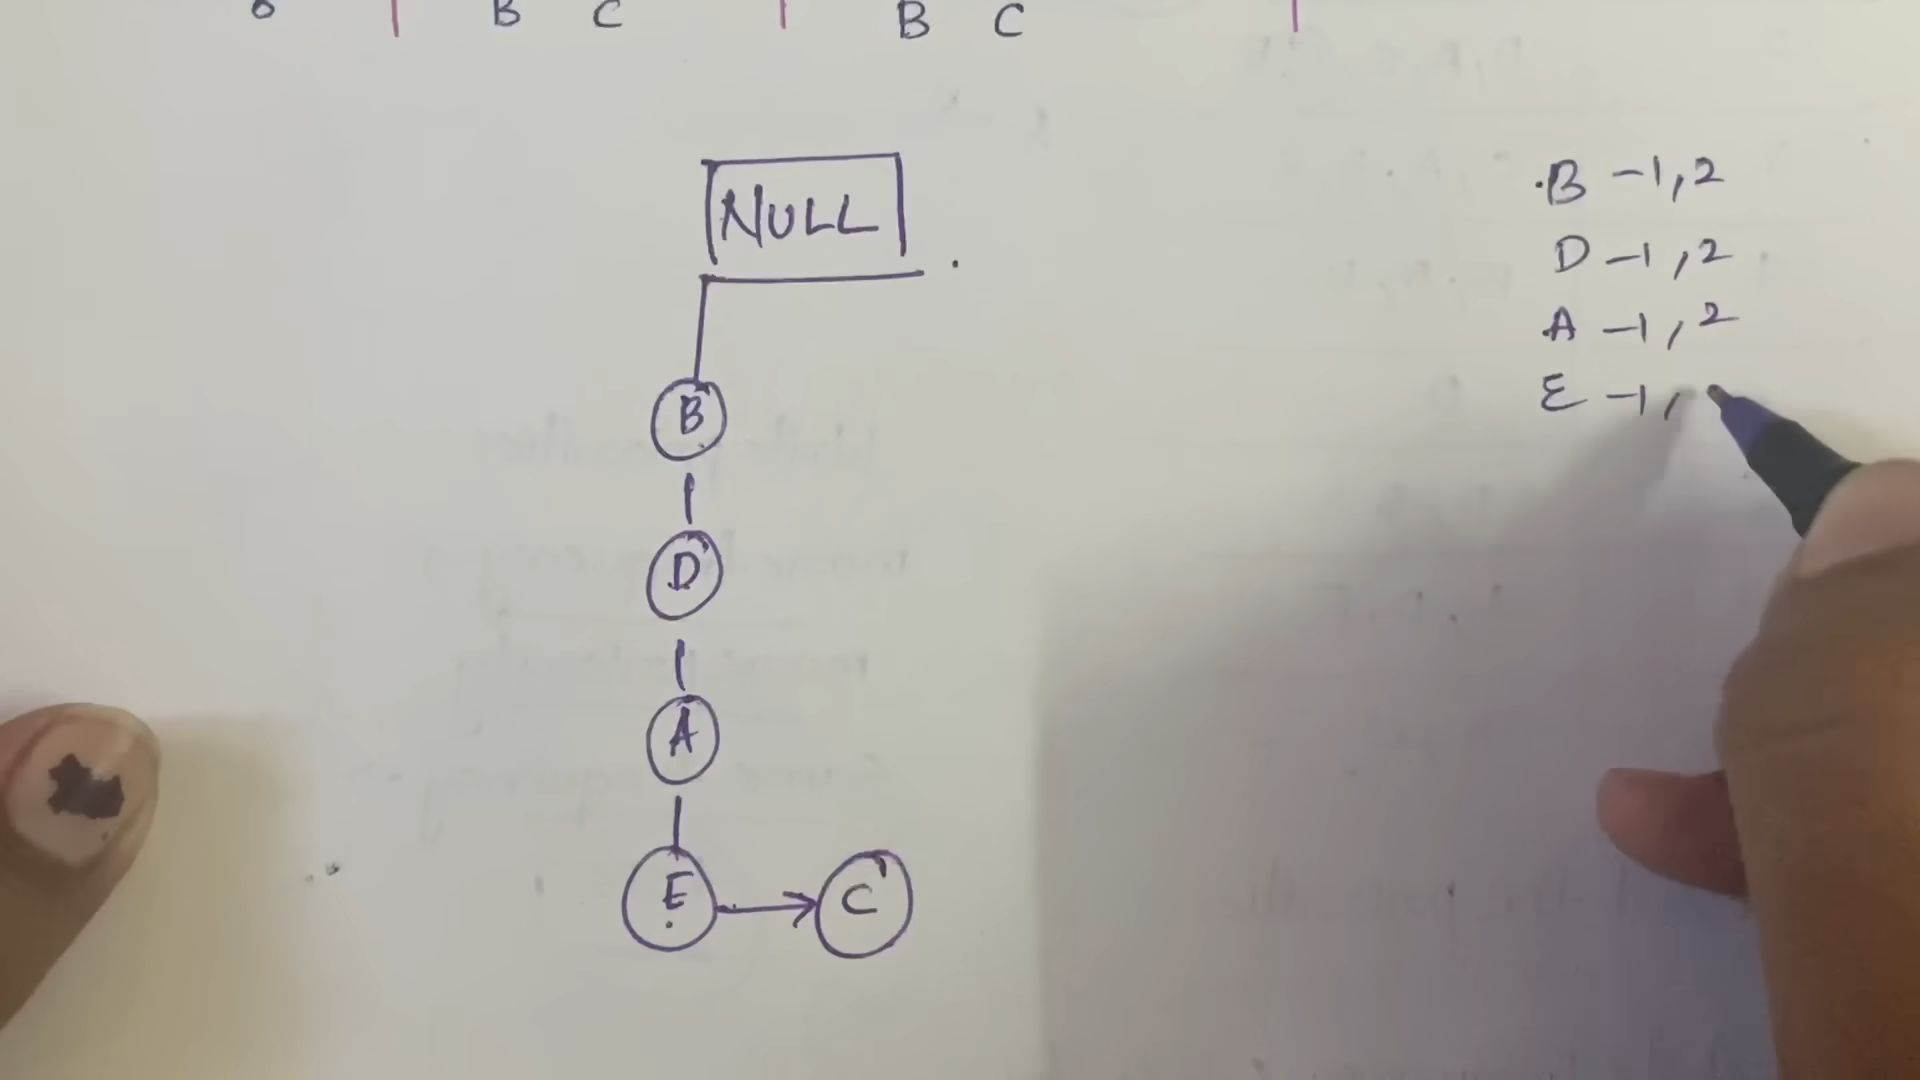 B C B C
NULL
B
D
A
E C
B -1,2
D -1,2
A -1,2
E -1,